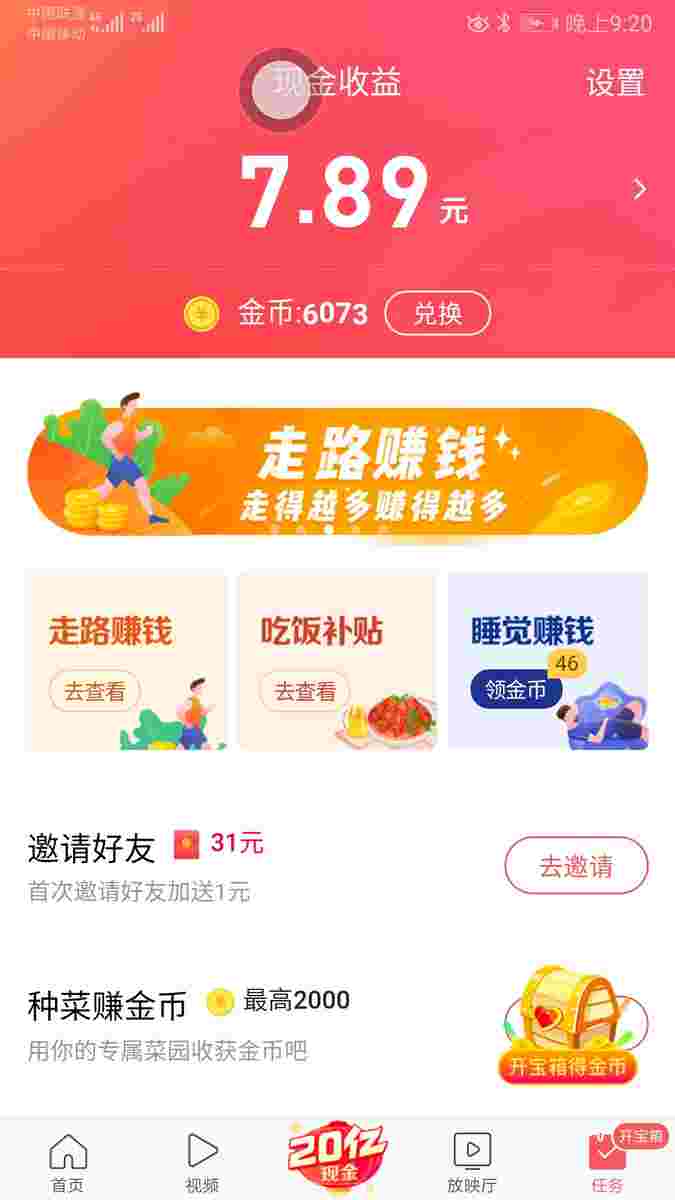 中国联通 4G 2G 晚上9:20
中国移动
现金收益 设置
7.89元
金币:6073 兑换
走路赚钱
走得越多赚得越多
走路赚钱 吃饭补贴 睡觉赚钱
46
去查看 去查看 领金币
邀请好友 31元
去邀请
首次邀请好友加送1元
种菜赚金币 最高2000
用你的专属菜园收获金币吧
开宝箱得金币
20亿
现金
开宝箱
首页 视频 放映厅 任务